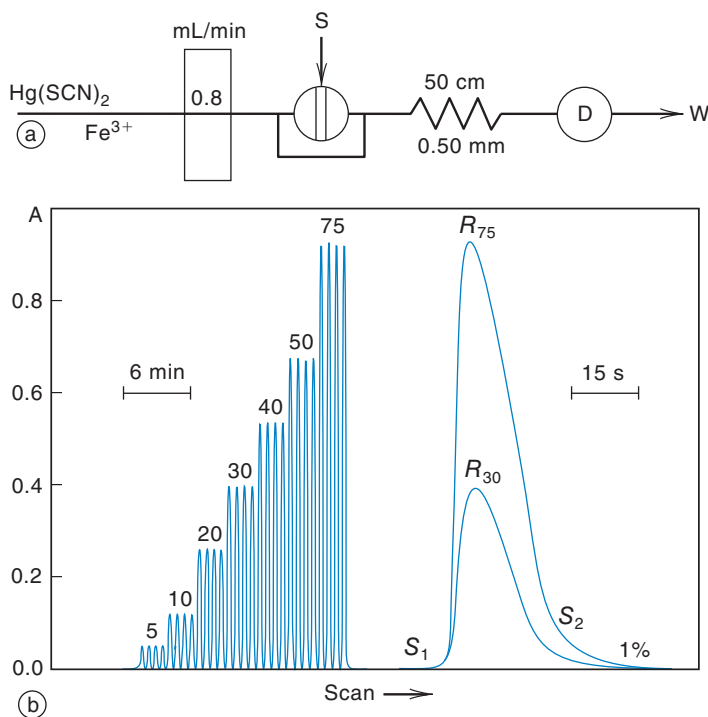 mL/min
S
Hg(SCN)₂
0.8
50 cm
D
W
a
Fe³⁺
0.50 mm
A
75
R₇₅
0.8
50
6 min
15 s
0.6
40
30
R₃₀
0.4
20
0.2
10
5
S₁
S₂
1%
0.0
b
Scan